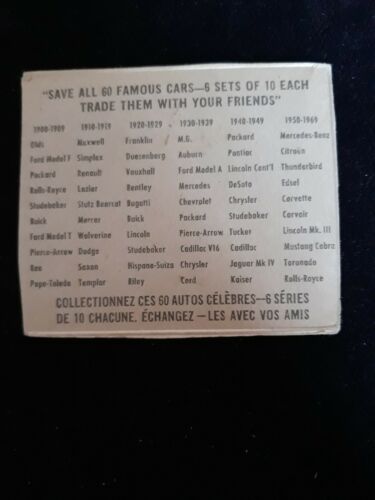 "SAVE ALL 60 FAMOUS CARS—6 SETS OF 10 EACH
TRADE THEM WITH YOUR FRIENDS"
1900-1909 1910-1919 1920-1929 1930-1939 1940-1949 1950-1969
Olds Maxwell Franklin M.G. Packard Mercedes-Benz
Ford Model F Simplex Duesenberg Auburn Pontiac Citroën
Packard Renault Vauxhall Ford Model A Lincoln Cont'l Thunderbird
Rolls-Royce Lozier Bentley Mercedes DeSoto Edsel
Studebaker Stutz Bearcat Bugatti Chevrolet Chrysler Corvette
Buick Mercer Buick Packard Studebaker Corvair
Ford Model T Wolverine Lincoln Pierce-Arrow Tucker Lincoln Mk. III
Pierce-Arrow Dodge Studebaker Cadillac V16 Cadillac Mustang Cobra
Reo Saxon Hispana-Suiza Chrysler Jaguar Mk IV Toronado
Pope-Toledo Templar Riley Cord Kaiser Rolls-Royce
COLLECTIONNEZ CES 60 AUTOS CÉLÈBRES—6 SÉRIES
DE 10 CHACUNE. ÉCHANGEZ—LES AVEC VOS AMIS